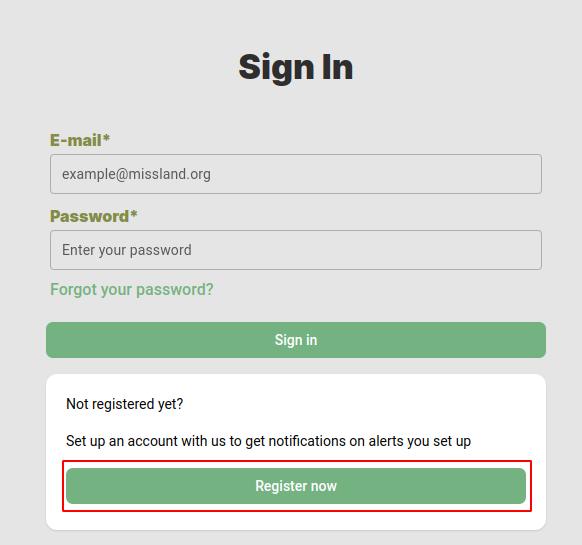 Sign In
E-mail*
example@missland.org
Password*
Enter your password
Forgot your password?
Sign in
Not registered yet?
Set up an account with us to get notifications on alerts you set up
Register now